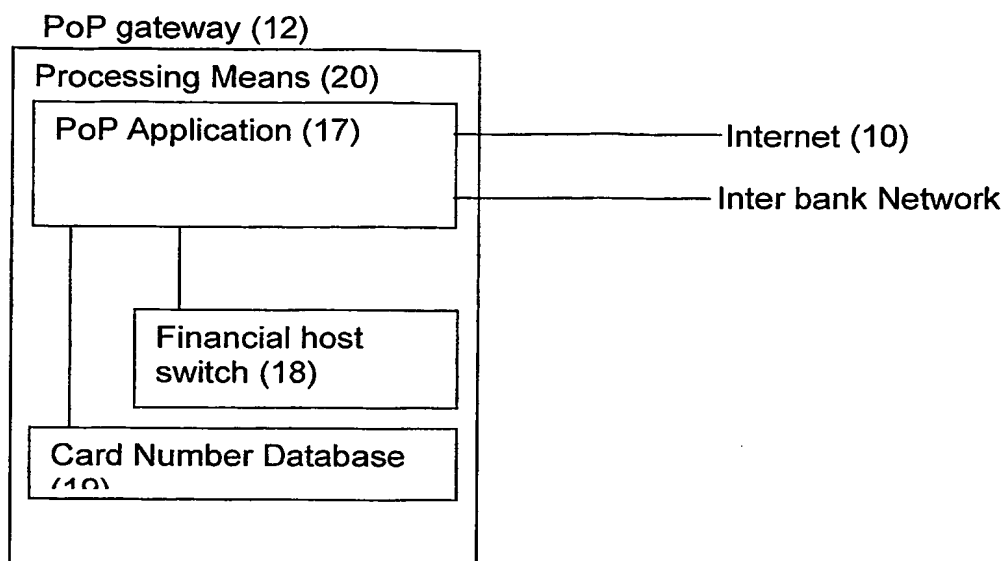 PoP gateway (12)
Processing Means (20)
PoP Application (17)
Internet (10)
Inter bank Network
Financial host
switch (18)
Card Number Database
(19)